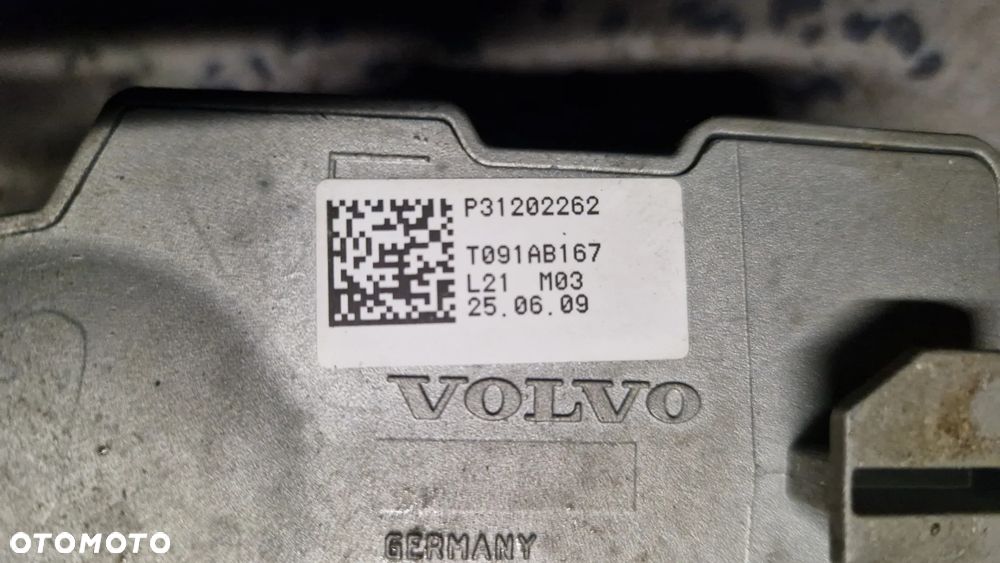 P31202262
T091AB167
L21 M03
25.06.09
VOLVO
GERMANY
OTOMOTO